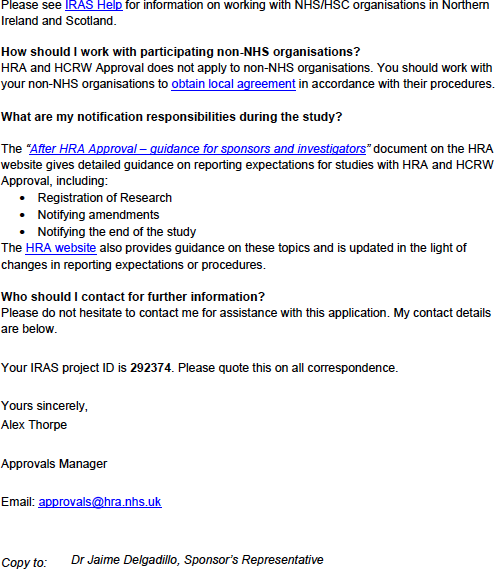 Please see IRAS Help for information on working with NHS/HSC organisations in Northern
Ireland and Scotland.
How should I work with participating non-NHS organisations?
HRA and HCRW Approval does not apply to non-NHS organisations. You should work with
your non-NHS organisations to obtain local agreement in accordance with their procedures.
What are my notification responsibilities during the study?
The “After HRA Approval – guidance for sponsors and investigators” document on the HRA
website gives detailed guidance on reporting expectations for studies with HRA and HCRW
Approval, including:
• Registration of Research
• Notifying amendments
• Notifying the end of the study
The HRA website also provides guidance on these topics and is updated in the light of
changes in reporting expectations or procedures.
Who should I contact for further information?
Please do not hesitate to contact me for assistance with this application. My contact details
are below.
Your IRAS project ID is 292374. Please quote this on all correspondence.
Yours sincerely,
Alex Thorpe
Approvals Manager
Email: approvals@hra.nhs.uk
Copy to: Dr Jaime Delgadillo, Sponsor’s Representative